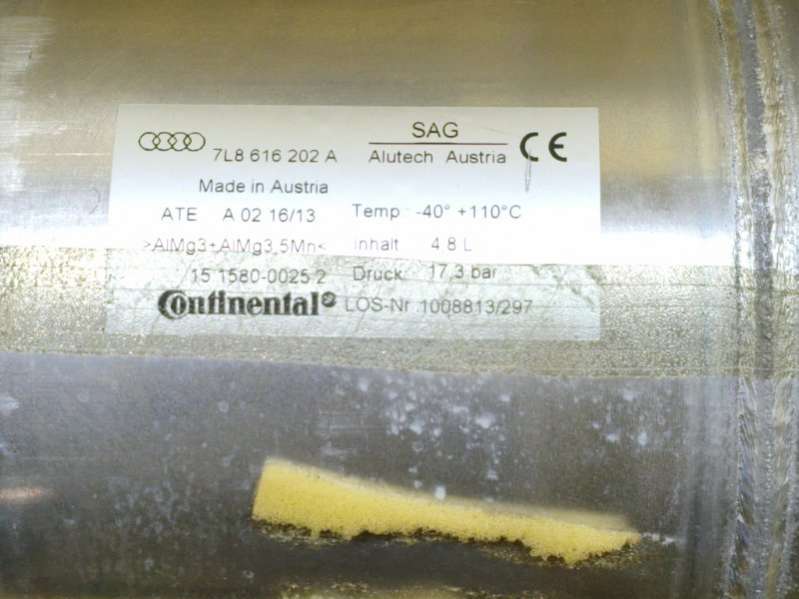 SAG
7L8 616 202 A Alutech Austria CE
Made in Austria
ATE A 02 16/13 Temp -40° +110°C
>AlMg3+AlMg3,5Mn< Inhalt 4.8 L
15 1580-0025 2 Druck 17,3 bar
Continental LOS-Nr 1008813/297